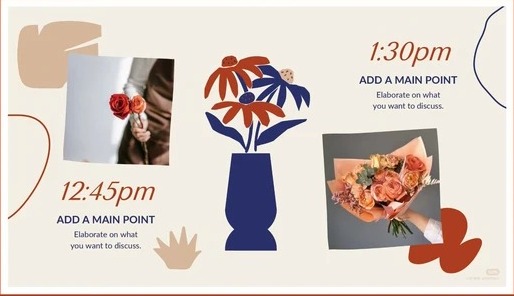 1:30pm
ADD A MAIN POINT
Elaborate on what
you want to discuss.
12:45pm
ADD A MAIN POINT
Elaborate on what
you want to discuss.